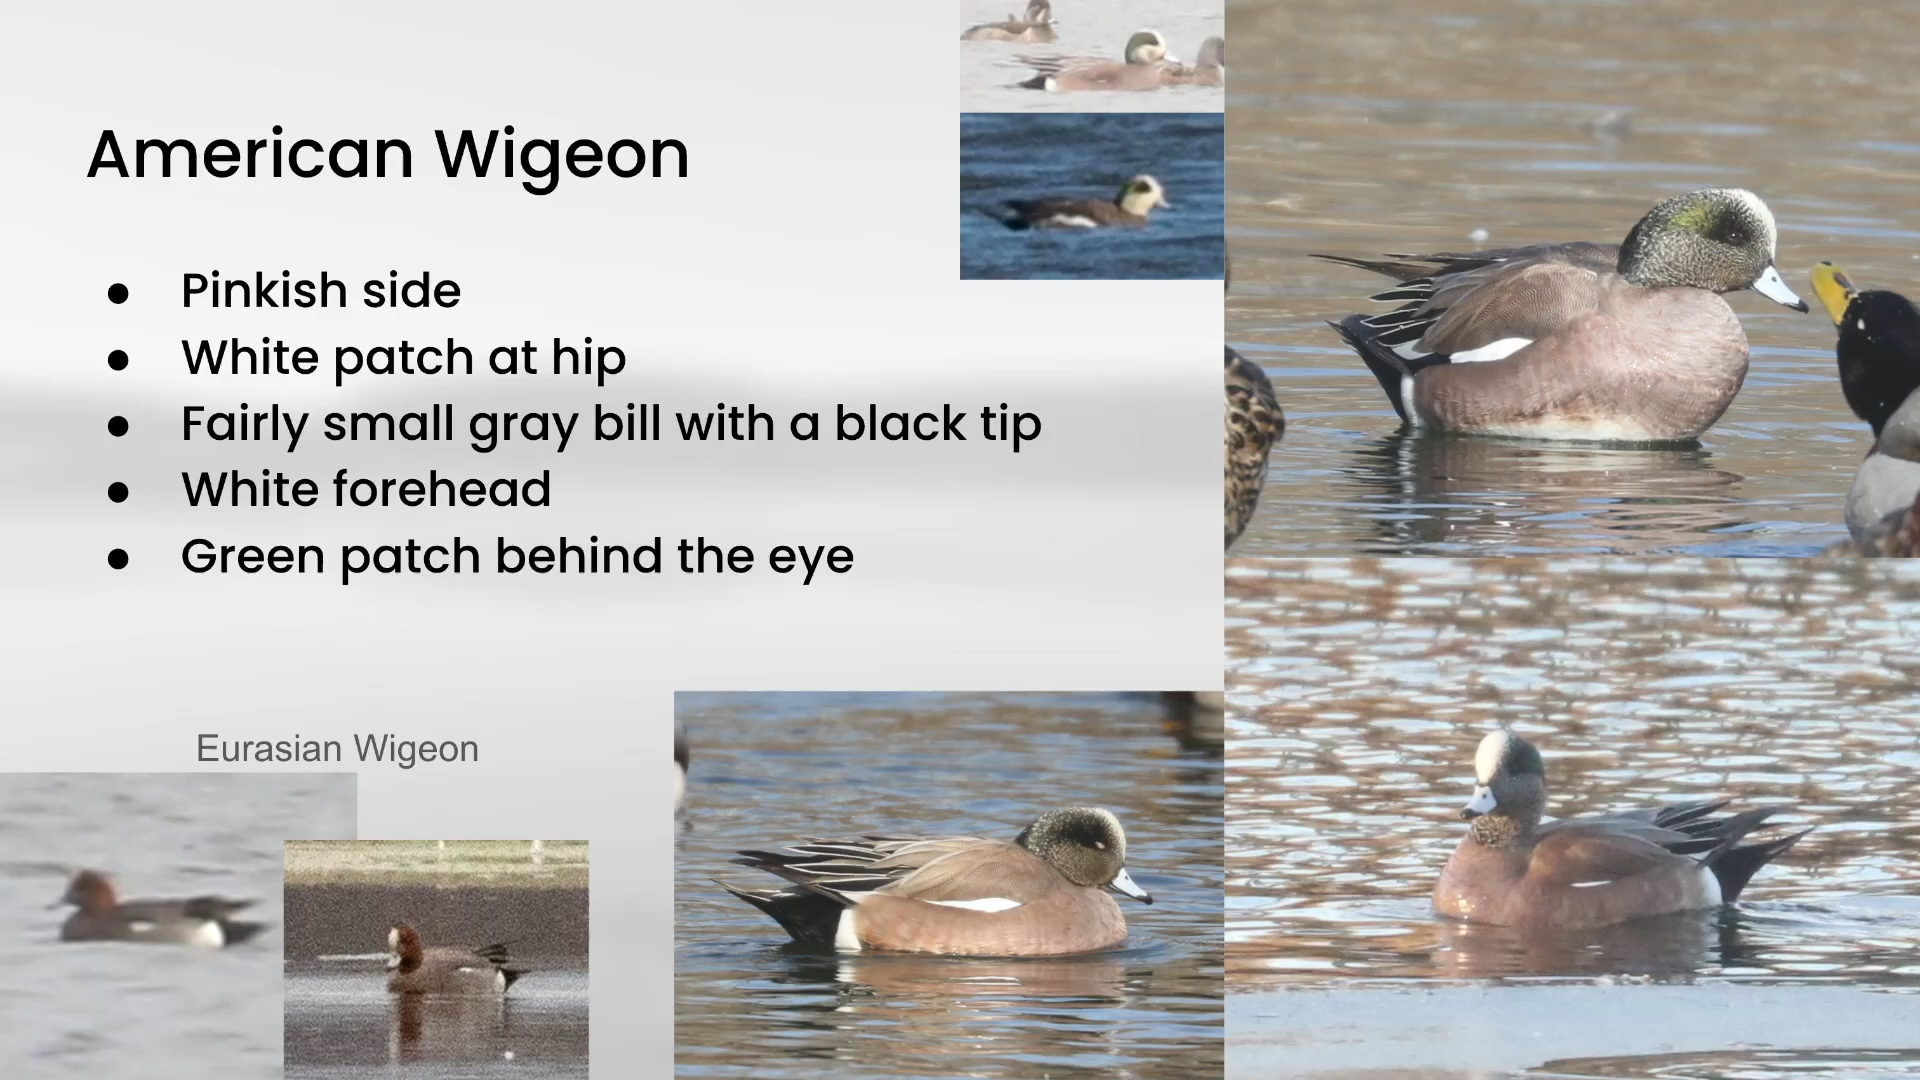 American Wigeon
● Pinkish side
● White patch at hip
● Fairly small gray bill with a black tip
● White forehead
● Green patch behind the eye
Eurasian Wigeon